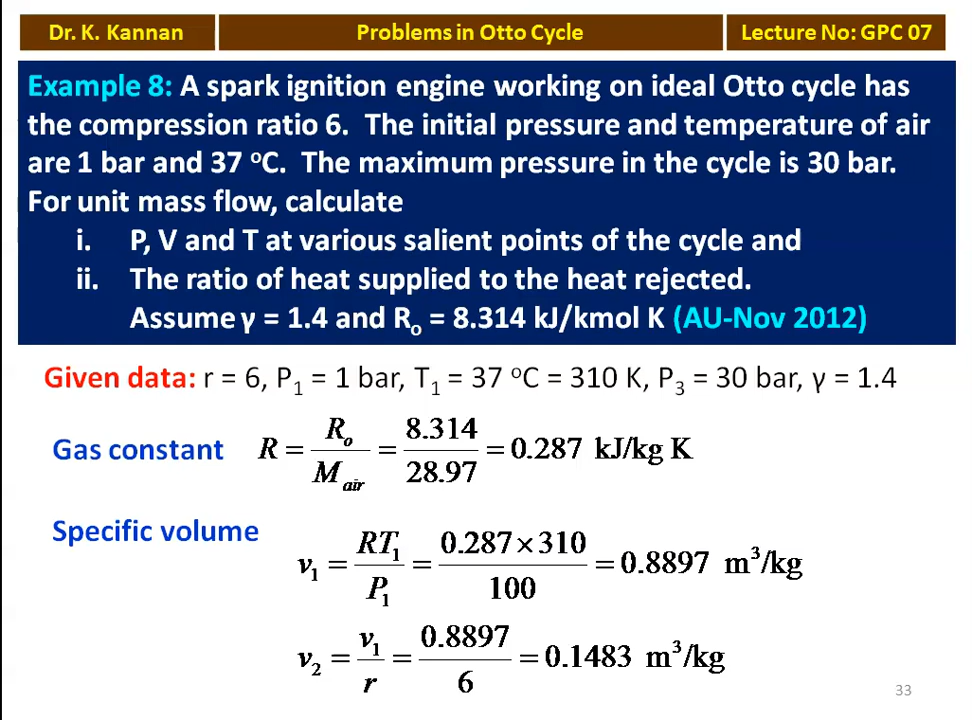 Dr. K. Kannan
Problems in Otto Cycle
Lecture No: GPC 07
Example 8: A spark ignition engine working on ideal Otto cycle has
the compression ratio 6. The initial pressure and temperature of air
are 1 bar and 37 ᵒC. The maximum pressure in the cycle is 30 bar.
For unit mass flow, calculate
i. P, V and T at various salient points of the cycle and
ii. The ratio of heat supplied to the heat rejected.
Assume γ = 1.4 and Rₒ = 8.314 kJ/kmol K (AU-Nov 2012)
Given data: r = 6, P₁ = 1 bar, T₁ = 37 ᵒC = 310 K, P₃ = 30 bar, γ = 1.4
Gas constant R = Rₒ / M_air = 8.314 / 28.97 = 0.287 kJ/kg K
Specific volume
v₁ = RT₁ / P₁ = 0.287 × 310 / 100 = 0.8897 m³/kg
v₂ = v₁ / r = 0.8897 / 6 = 0.1483 m³/kg
33